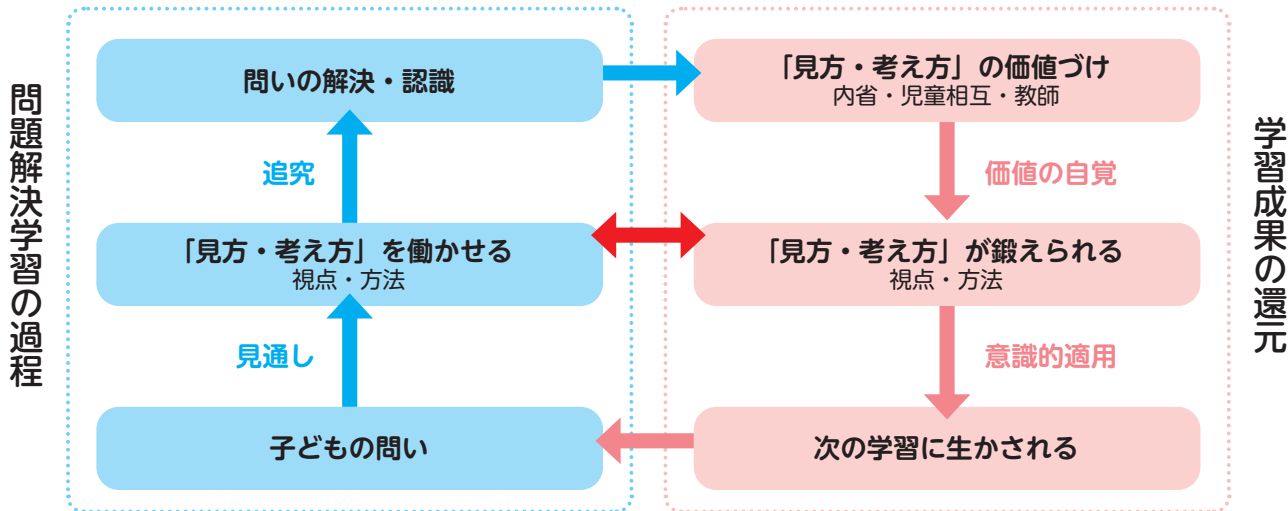 問題解決学習の過程
問いの解決・認識
追究
「見方・考え方」を働かせる
視点・方法
見通し
子どもの問い
「見方・考え方」の価値づけ
内省・児童相互・教師
価値の自覚
「見方・考え方」が鍛えられる
視点・方法
意識的適用
次の学習に生かされる
学習成果の還元